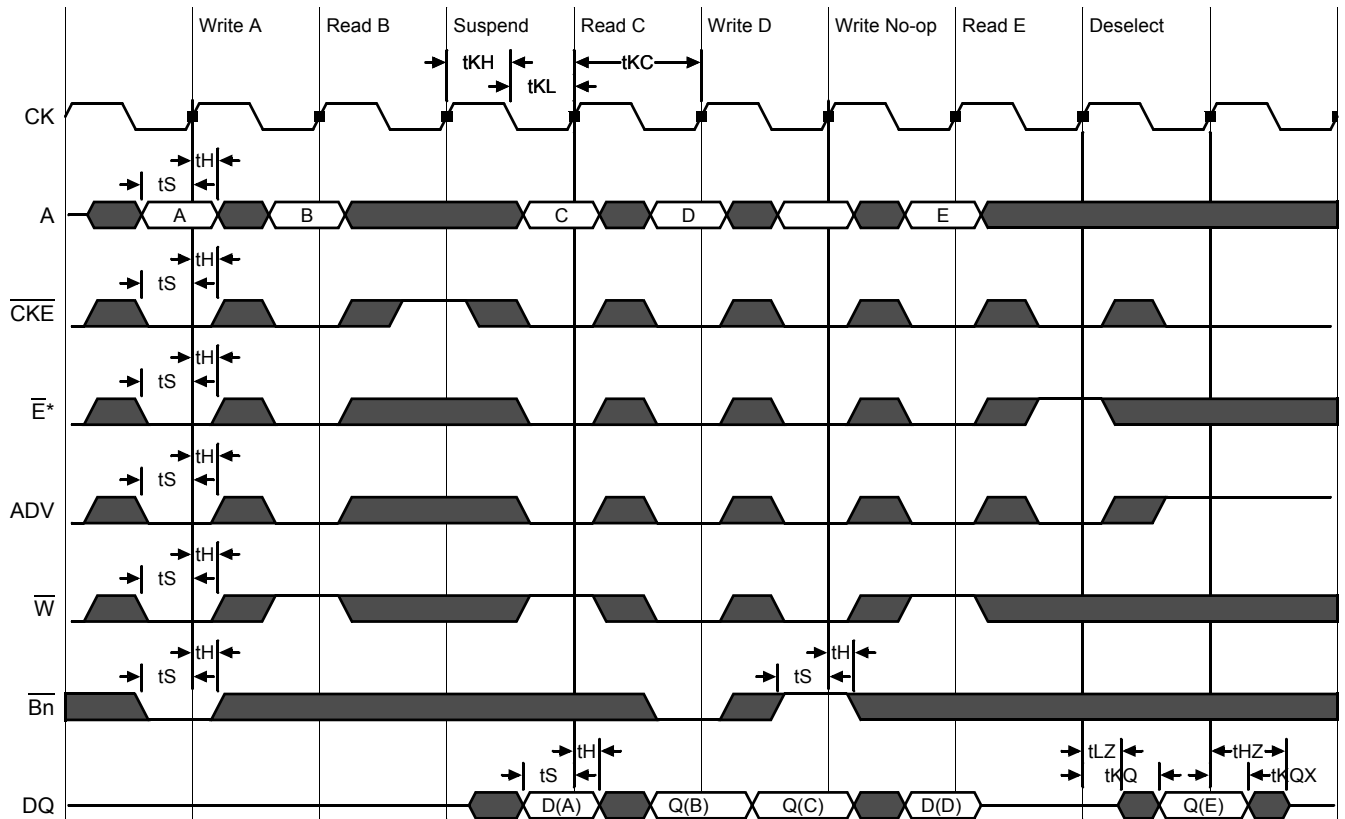 Write A Read B Suspend Read C Write D Write No-op Read E Deselect
tKH tKC
tKL
CK
tH
tS
A A B C D E
tH
tS
CKE
tH
tS
E*
tH
tS
ADV
tH
tS
W
tH tH
tS tS
Bn
tH tLZ tHZ
tS tKQ tKQX
DQ D(A) Q(B) Q(C) D(D) Q(E)